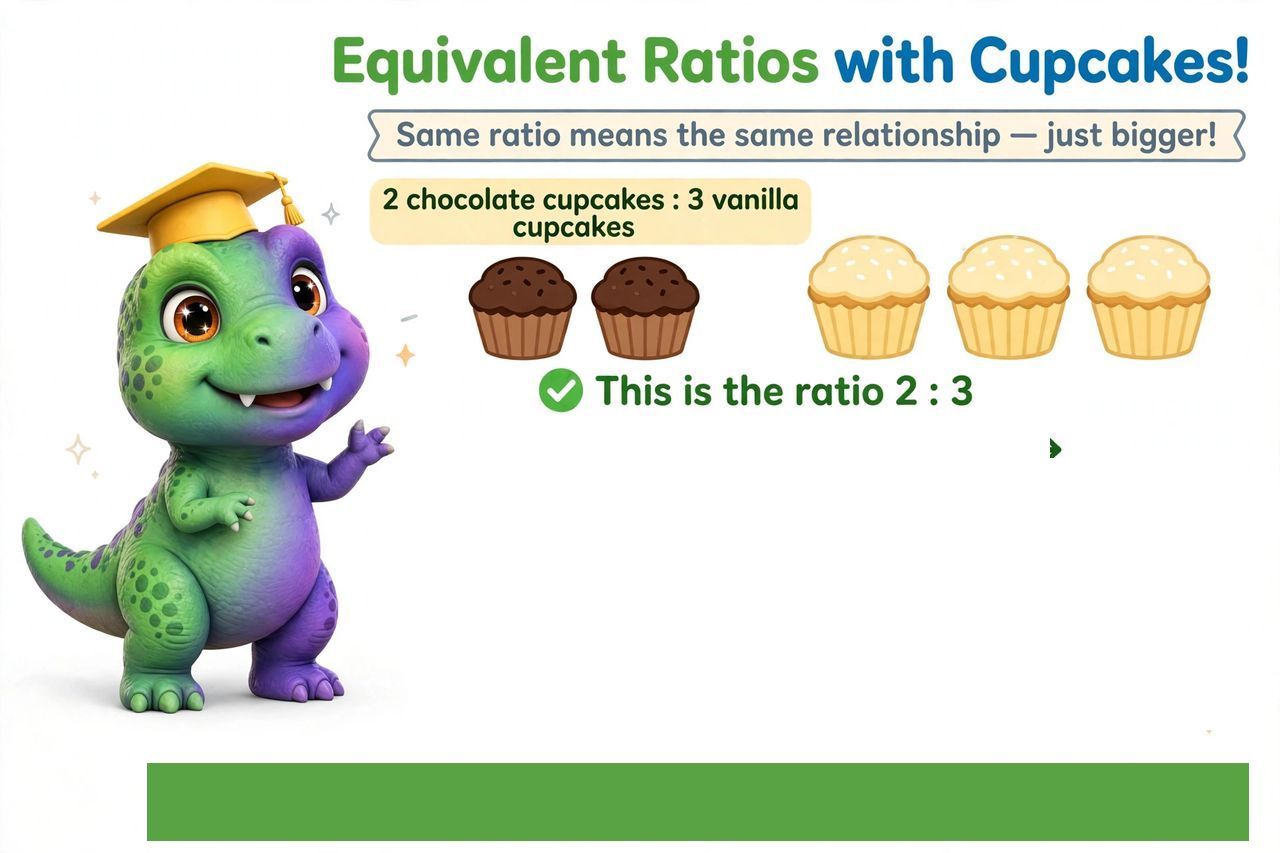 Equivalent Ratios with Cupcakes!
Same ratio means the same relationship — just bigger!
2 chocolate cupcakes : 3 vanilla
cupcakes
This is the ratio 2 : 3